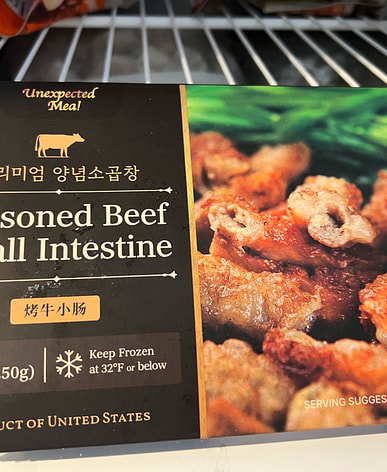 Unexpected
Meal
리미엄 양념소곱창
soned Beef
all Intestine
烤牛小肠
50g)
Keep Frozen
at 32°F or below
UCT OF UNITED STATES
SERVING SUGGES